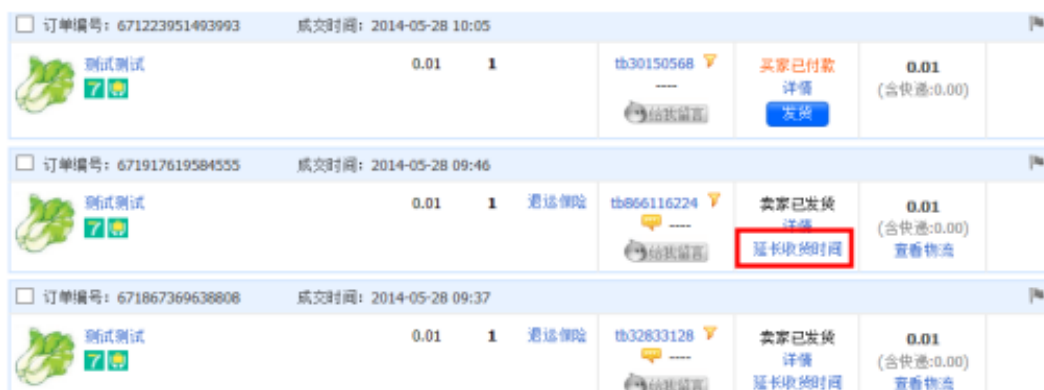 订单编号：671223951493993 成交时间：2014-05-28 10:05
测试测试 0.01 1 tb30150568 买家已付款 0.01
7 ---- 详情 (含快递:0.00)
给我留言 发货
订单编号：671917619584555 成交时间：2014-05-28 09:46
测试测试 0.01 1 退运保险 tb866116224 卖家已发货 0.01
7 ---- 详情 (含快递:0.00)
给我留言 延长收货时间 查看物流
订单编号：671867369638808 成交时间：2014-05-28 09:37
测试测试 0.01 1 退运保险 tb32833128 卖家已发货 0.01
7 ---- 详情 (含快递:0.00)
给我留言 延长收货时间 查看物流